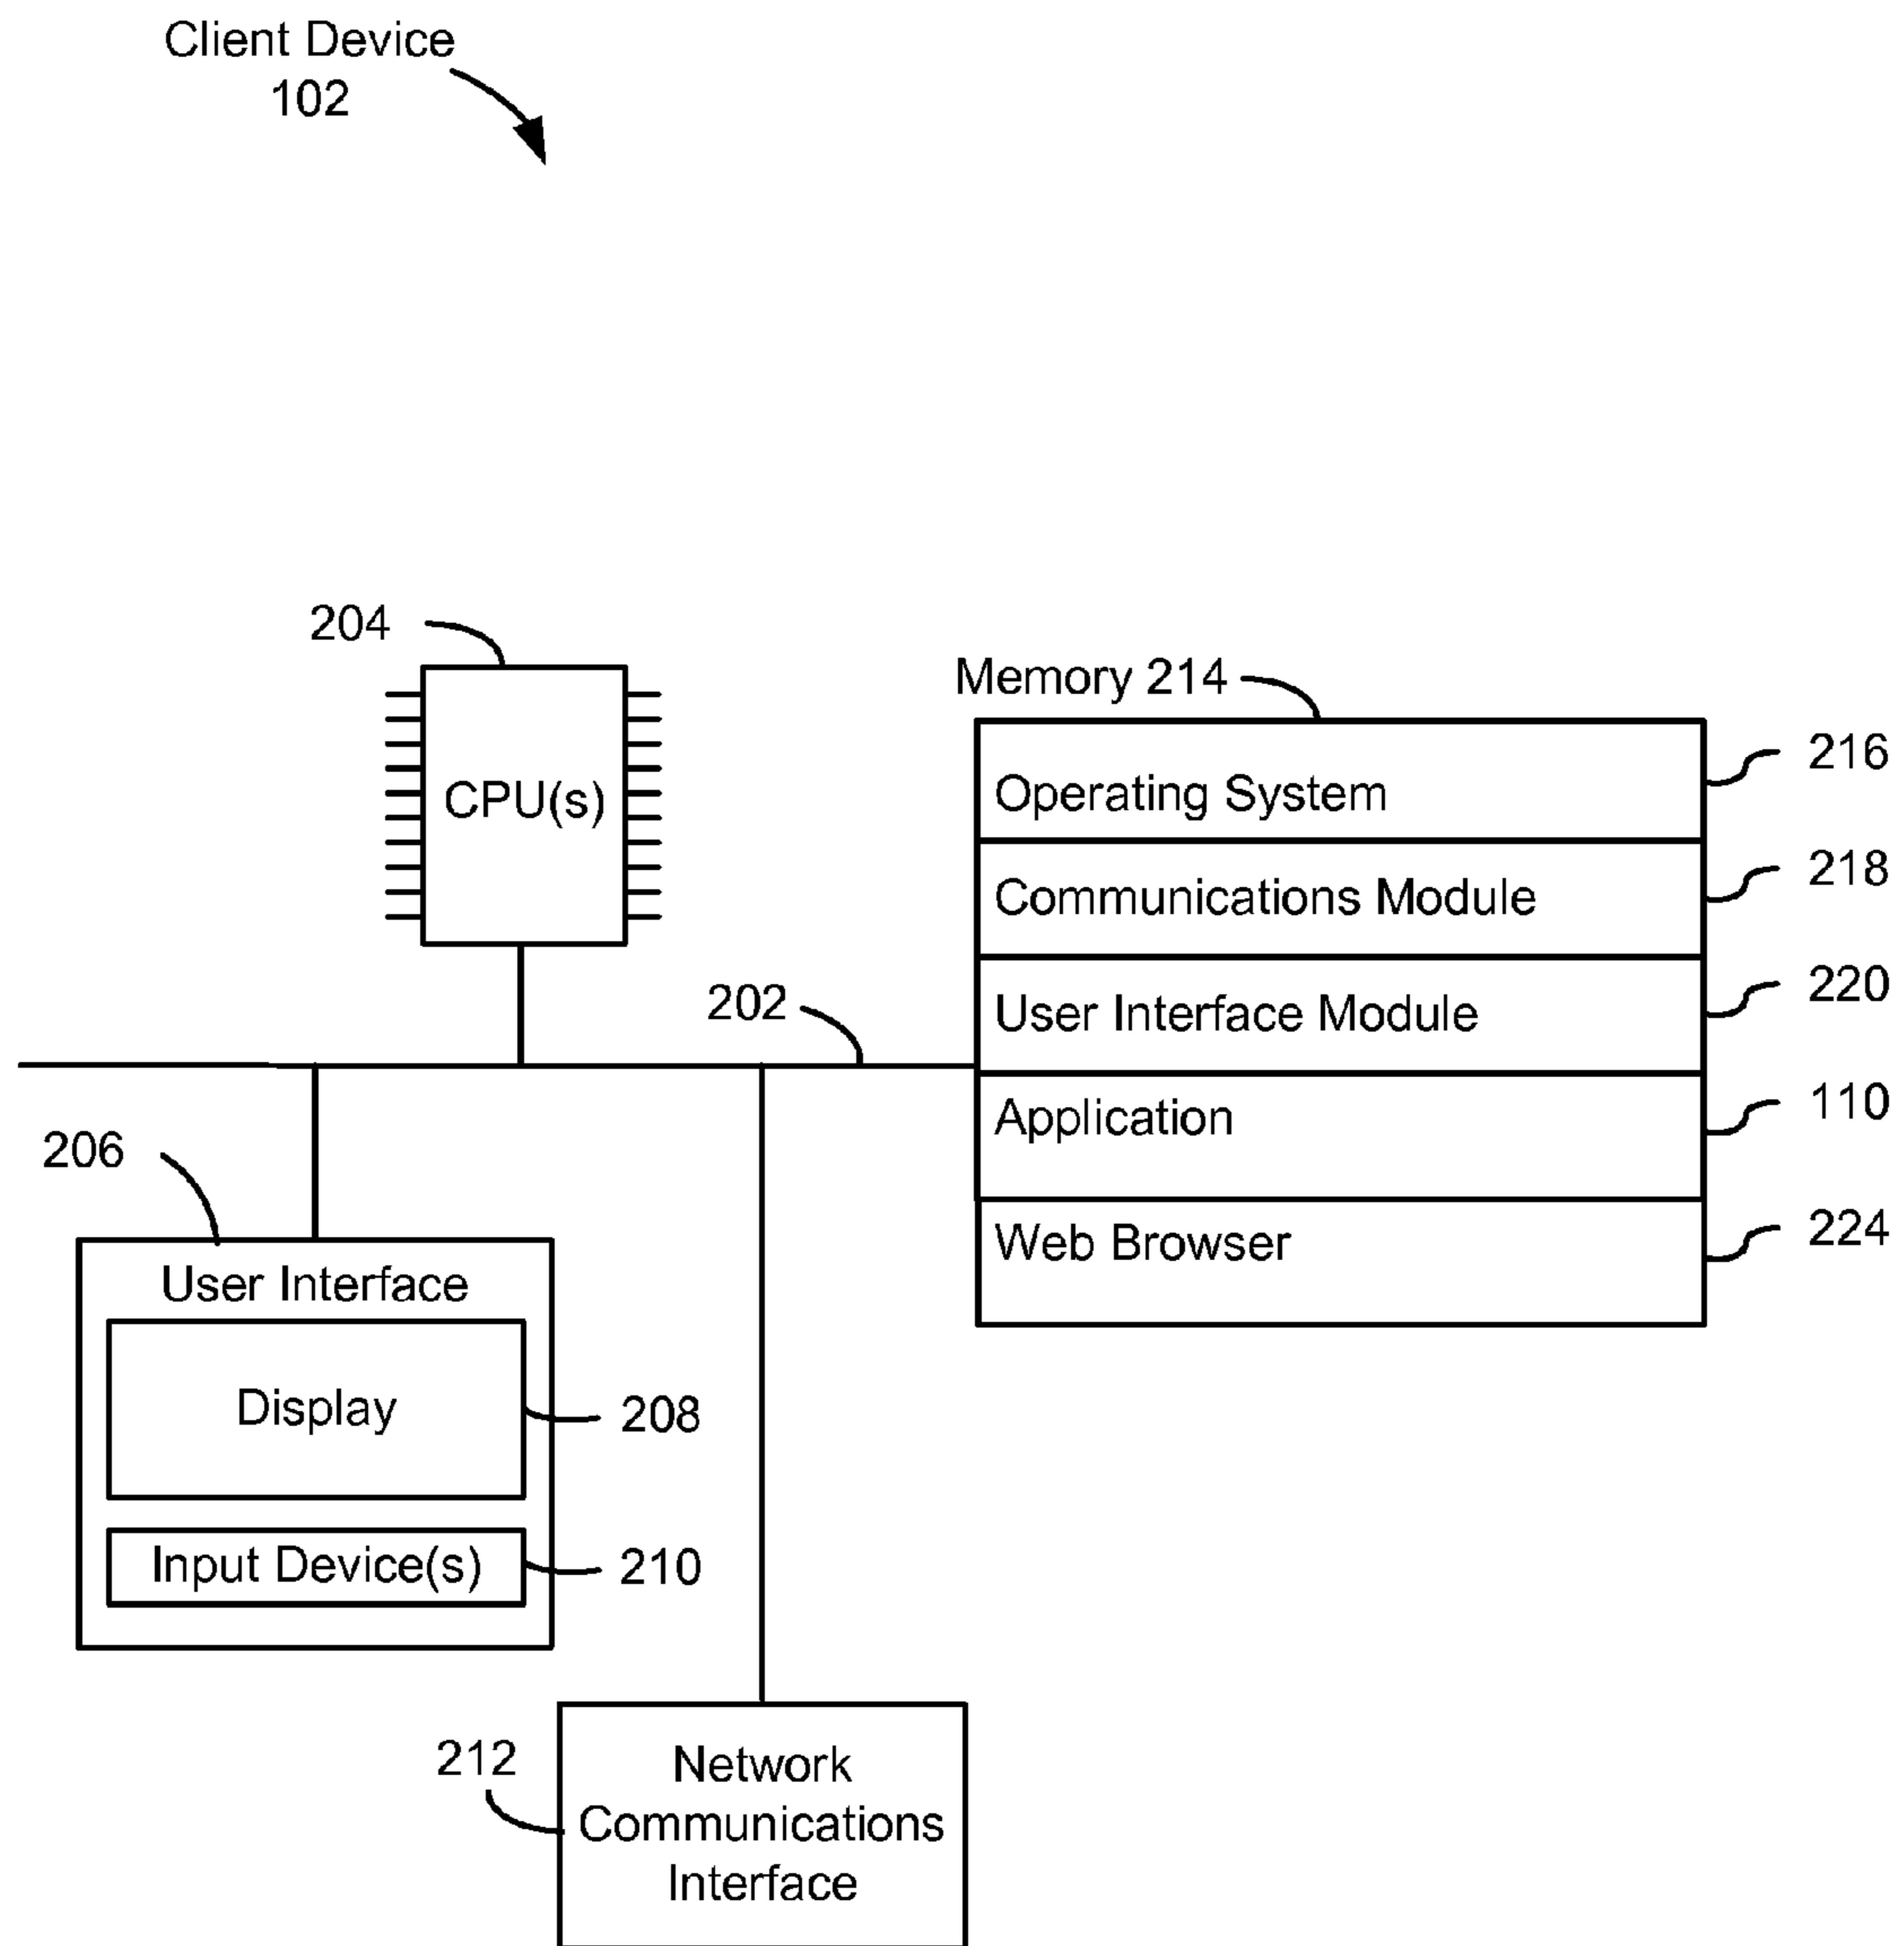 Client Device
102
204
CPU(s)
Memory 214
Operating System
216
Communications Module
218
User Interface Module
220
Application
110
Web Browser
224
202
206
User Interface
Display
208
Input Device(s)
210
212
Network
Communications
Interface